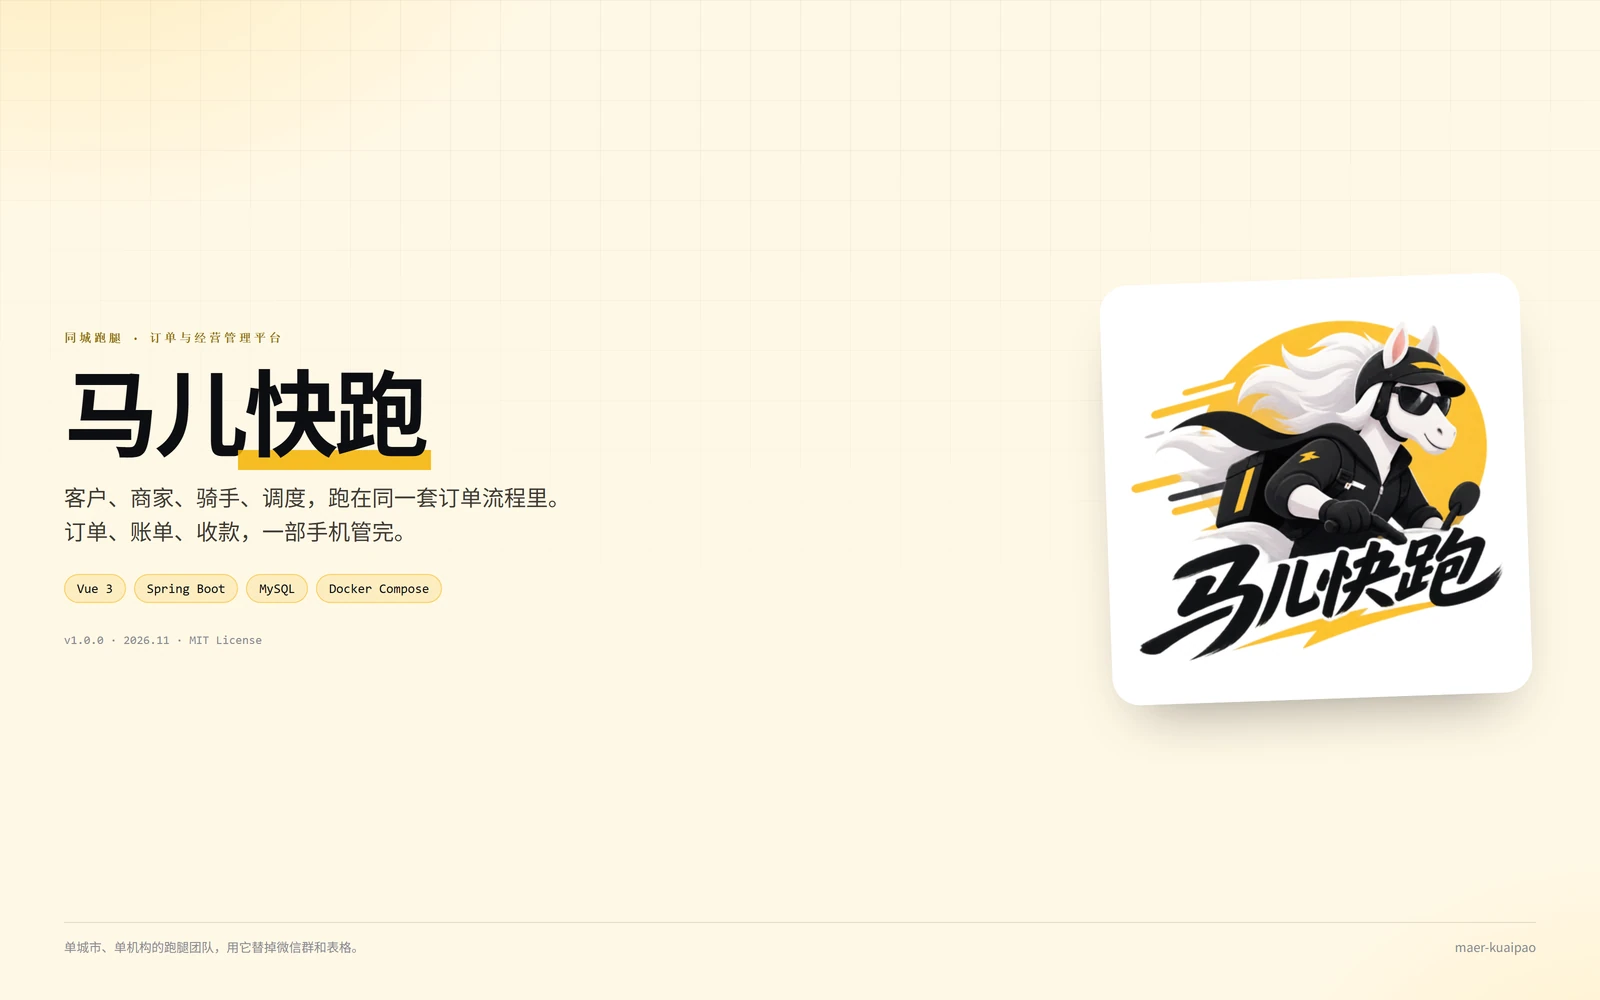 同城跑腿 · 订单与经营管理平台
马儿快跑
客户、商家、骑手、调度，跑在同一套订单流程里。
订单、账单、收款，一部手机管完。
Vue 3
Spring Boot
MySQL
Docker Compose
v1.0.0 · 2026.11 · MIT License
马儿快跑
单城市、单机构的跑腿团队，用它替掉微信群和表格。
maer-kuaipao